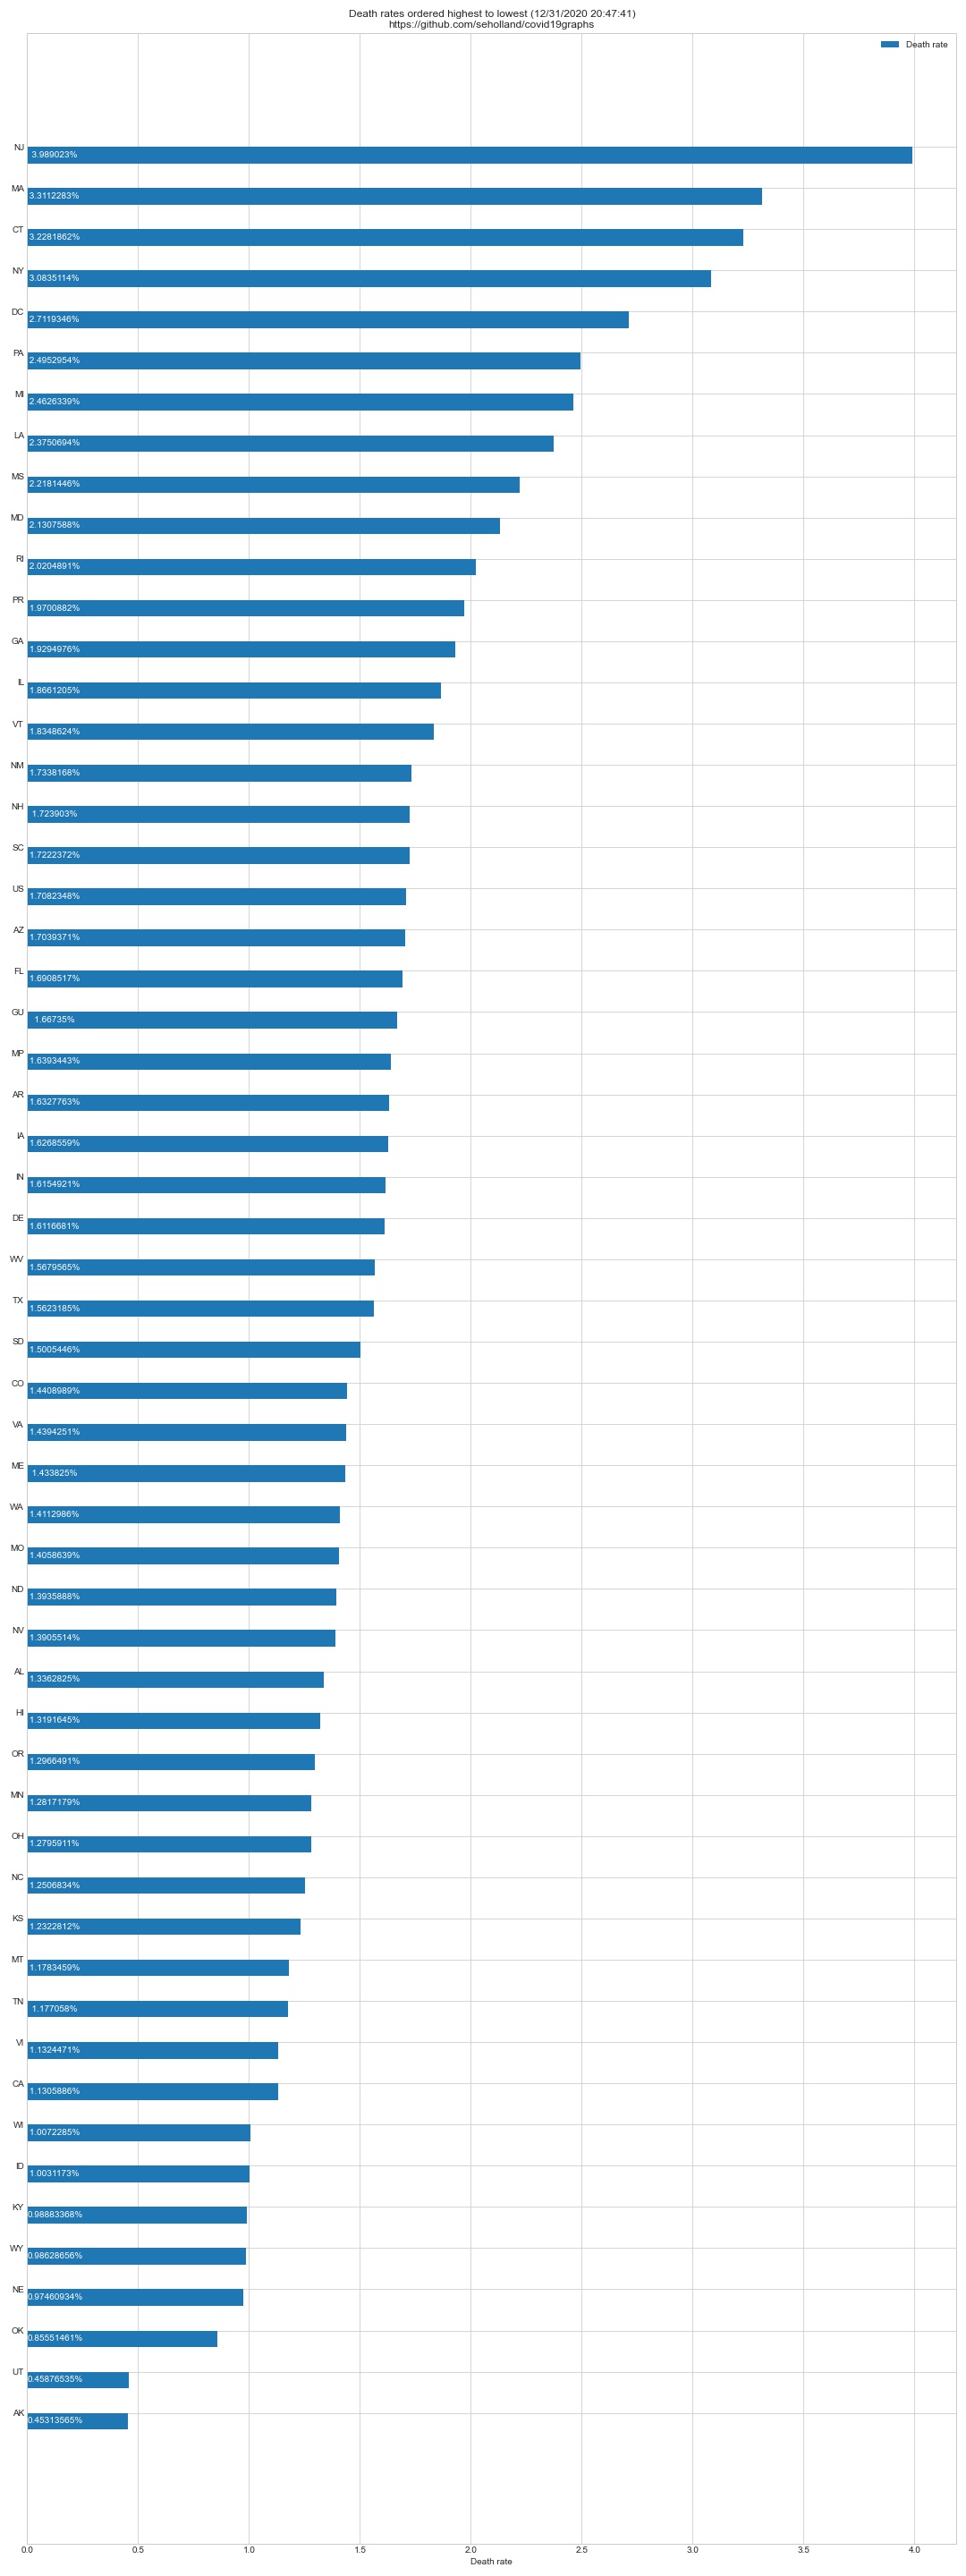 Death rates ordered highest to lowest (12/31/2020 20:47:41)
https://github.com/seholland/covid19graphs
Death rate
NJ 3.989023%
MA 3.3112283%
CT 3.2281862%
NY 3.0835114%
DC 2.7119346%
PA 2.4952954%
MI 2.4626339%
LA 2.3750694%
MS 2.2181446%
MD 2.1307588%
RI 2.0204891%
PR 1.9700882%
GA 1.9294976%
IL 1.8661205%
VT 1.8348624%
NM 1.7338168%
NH 1.723903%
SC 1.7222372%
US 1.7082348%
AZ 1.7039371%
FL 1.6908517%
GU 1.66735%
MP 1.6393443%
AR 1.6327763%
IA 1.6268559%
IN 1.6154921%
DE 1.6116681%
WV 1.5679565%
TX 1.5623185%
SD 1.5005446%
CO 1.4408989%
VA 1.4394251%
ME 1.433825%
WA 1.4112986%
MO 1.4058639%
ND 1.3935888%
NV 1.3905514%
AL 1.3362825%
HI 1.3191645%
OR 1.2966491%
MN 1.2817179%
OH 1.2795911%
NC 1.2506834%
KS 1.2322812%
MT 1.1783459%
TN 1.177058%
VI 1.1324471%
CA 1.1305886%
WI 1.0072285%
ID 1.0031173%
KY 0.98883368%
WY 0.98628656%
NE 0.97460934%
OK 0.85551461%
UT 0.45876535%
AK 0.45313565%
0.0 0.5 1.0 1.5 2.0 2.5 3.0 3.5 4.0
Death rate